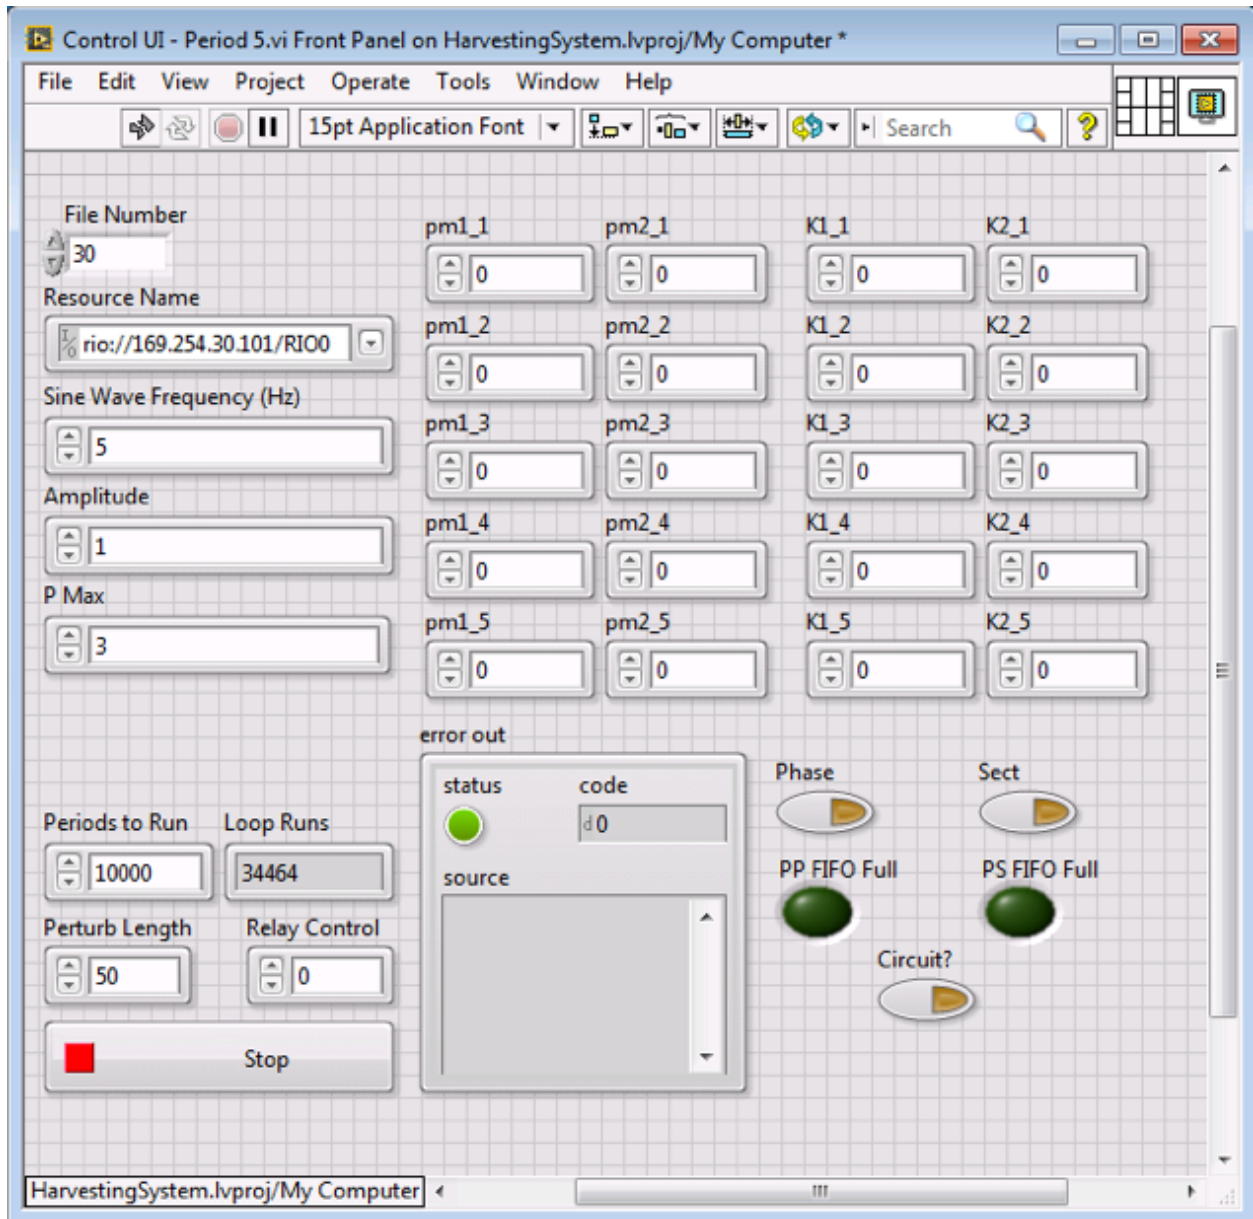 Control UI - Period 5.vi Front Panel on HarvestingSystem.lvproj/My Computer *
File Edit View Project Operate Tools Window Help
15pt Application Font
Search
File Number
30
Resource Name
rio://169.254.30.101/RIO0
Sine Wave Frequency (Hz)
5
Amplitude
1
P Max
3
pm1_1 pm2_1 K1_1 K2_1
0 0 0 0
pm1_2 pm2_2 K1_2 K2_2
0 0 0 0
pm1_3 pm2_3 K1_3 K2_3
0 0 0 0
pm1_4 pm2_4 K1_4 K2_4
0 0 0 0
pm1_5 pm2_5 K1_5 K2_5
0 0 0 0
Periods to Run Loop Runs
10000 34464
Perturb Length Relay Control
50 0
Stop
error out
status code
d 0
source
Phase Sect
PP FIFO Full PS FIFO Full
Circuit?
HarvestingSystem.lvproj/My Computer